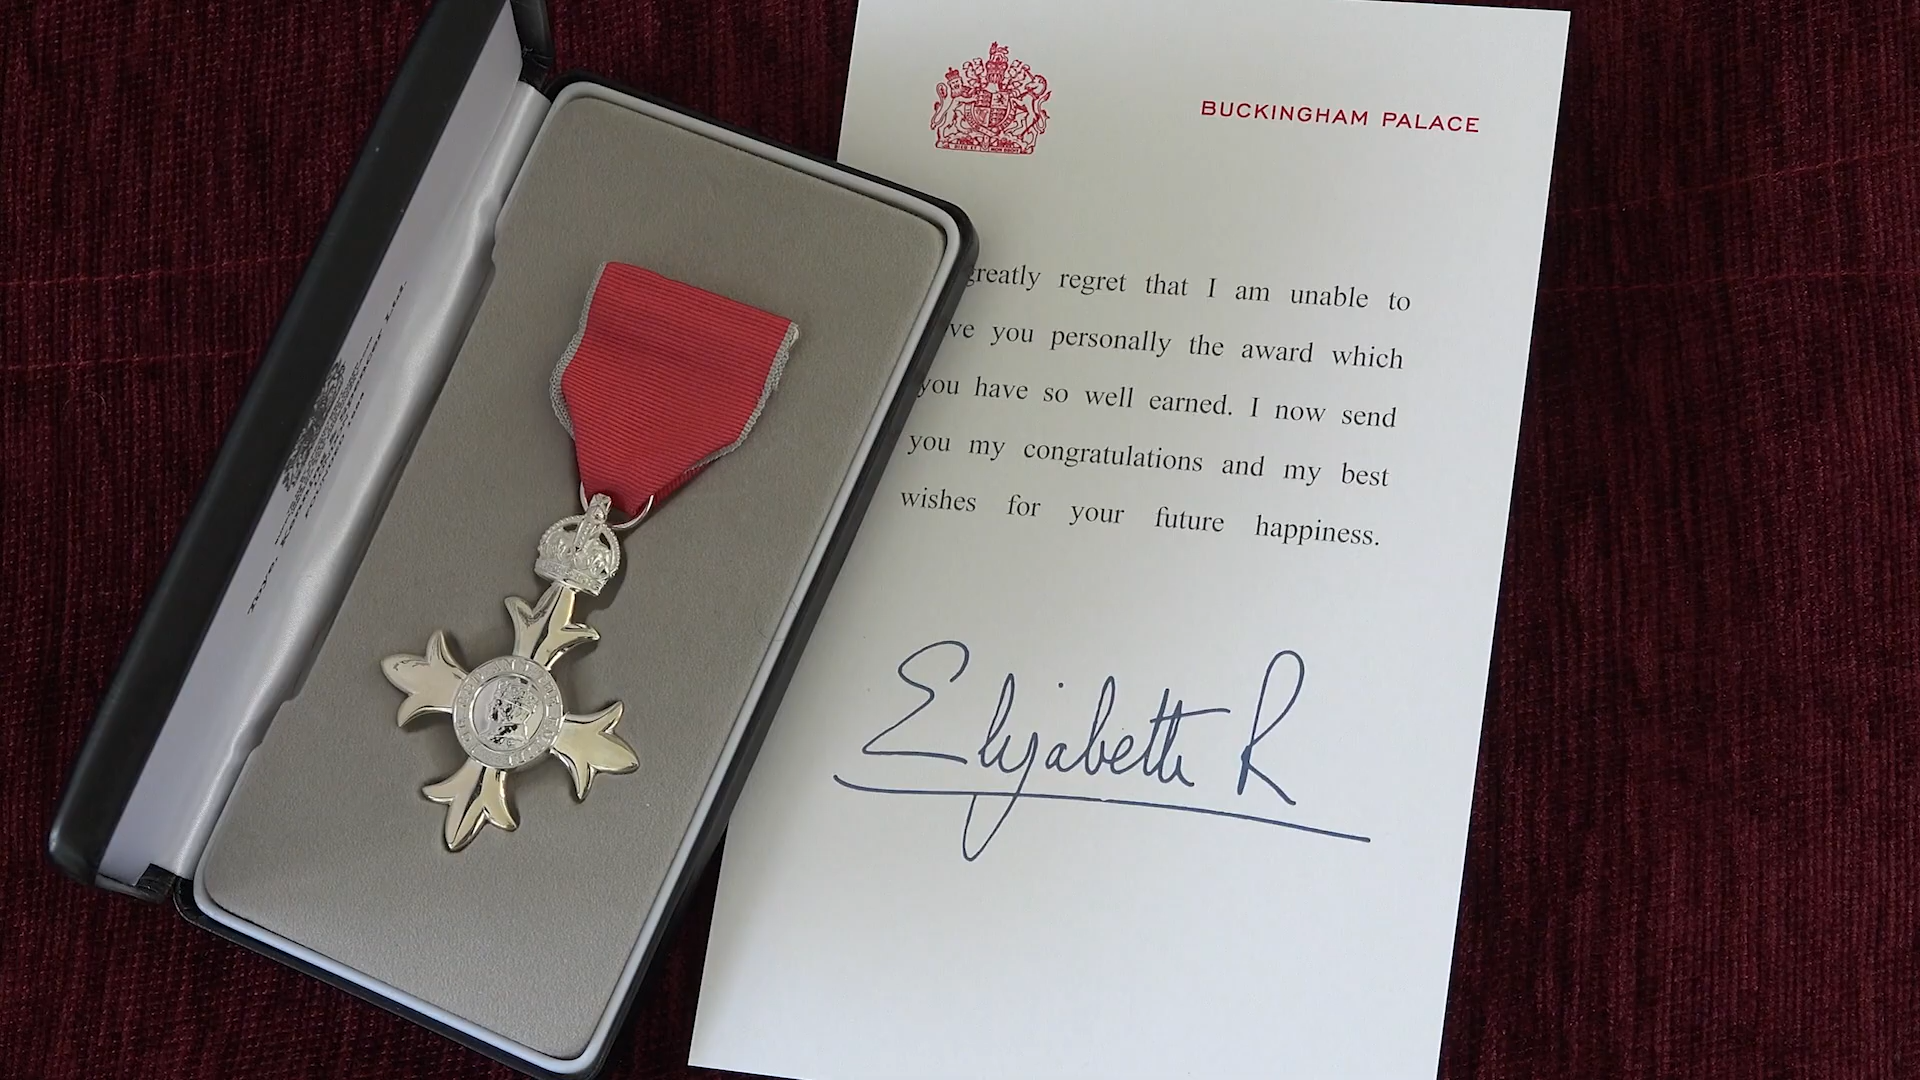 BUCKINGHAM PALACE
greatly regret that I am unable to
you personally the award which
you have so well earned. I now send
you my congratulations and my best
wishes for your future happiness.
Elizabeth R